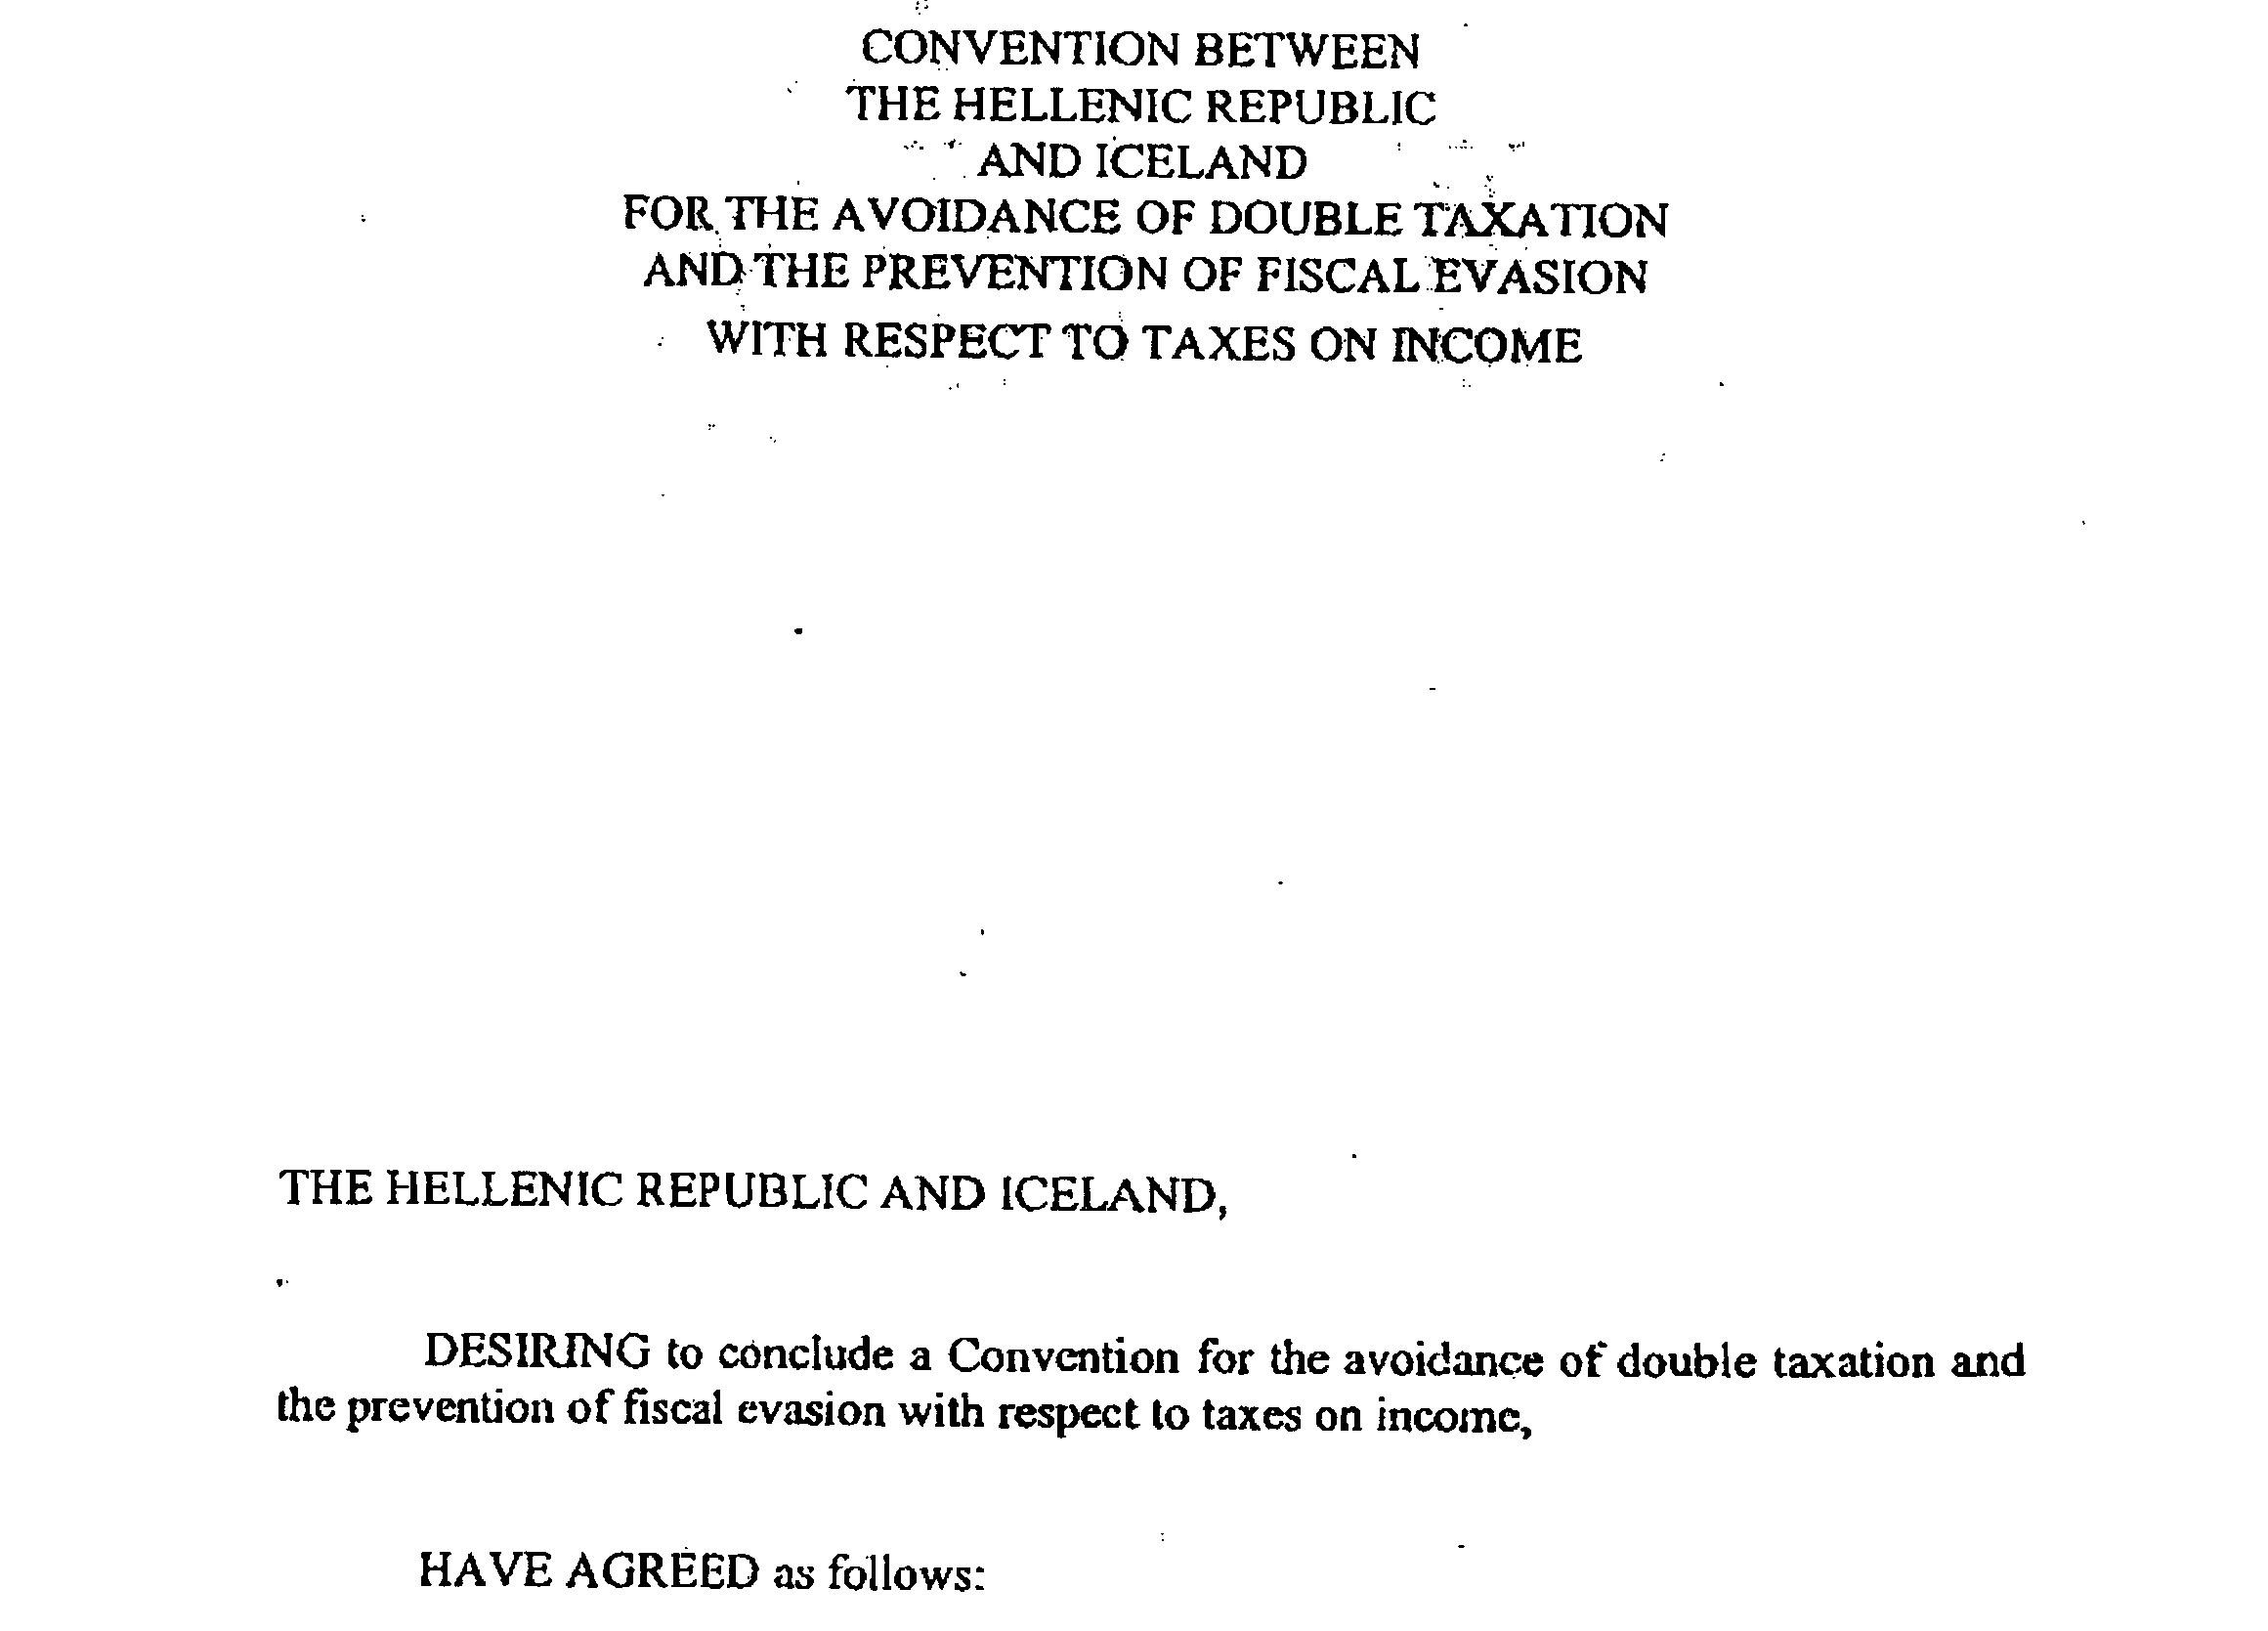 CONVENTION BETWEEN
THE HELLENIC REPUBLIC
AND ICELAND
FOR THE AVOIDANCE OF DOUBLE TAXATION
AND THE PREVENTION OF FISCAL EVASION
WITH RESPECT TO TAXES ON INCOME
THE HELLENIC REPUBLIC AND ICELAND,
DESIRING to conclude a Convention for the avoidance of double taxation and
the prevention of fiscal evasion with respect to taxes on income,
HAVE AGREED as follows: